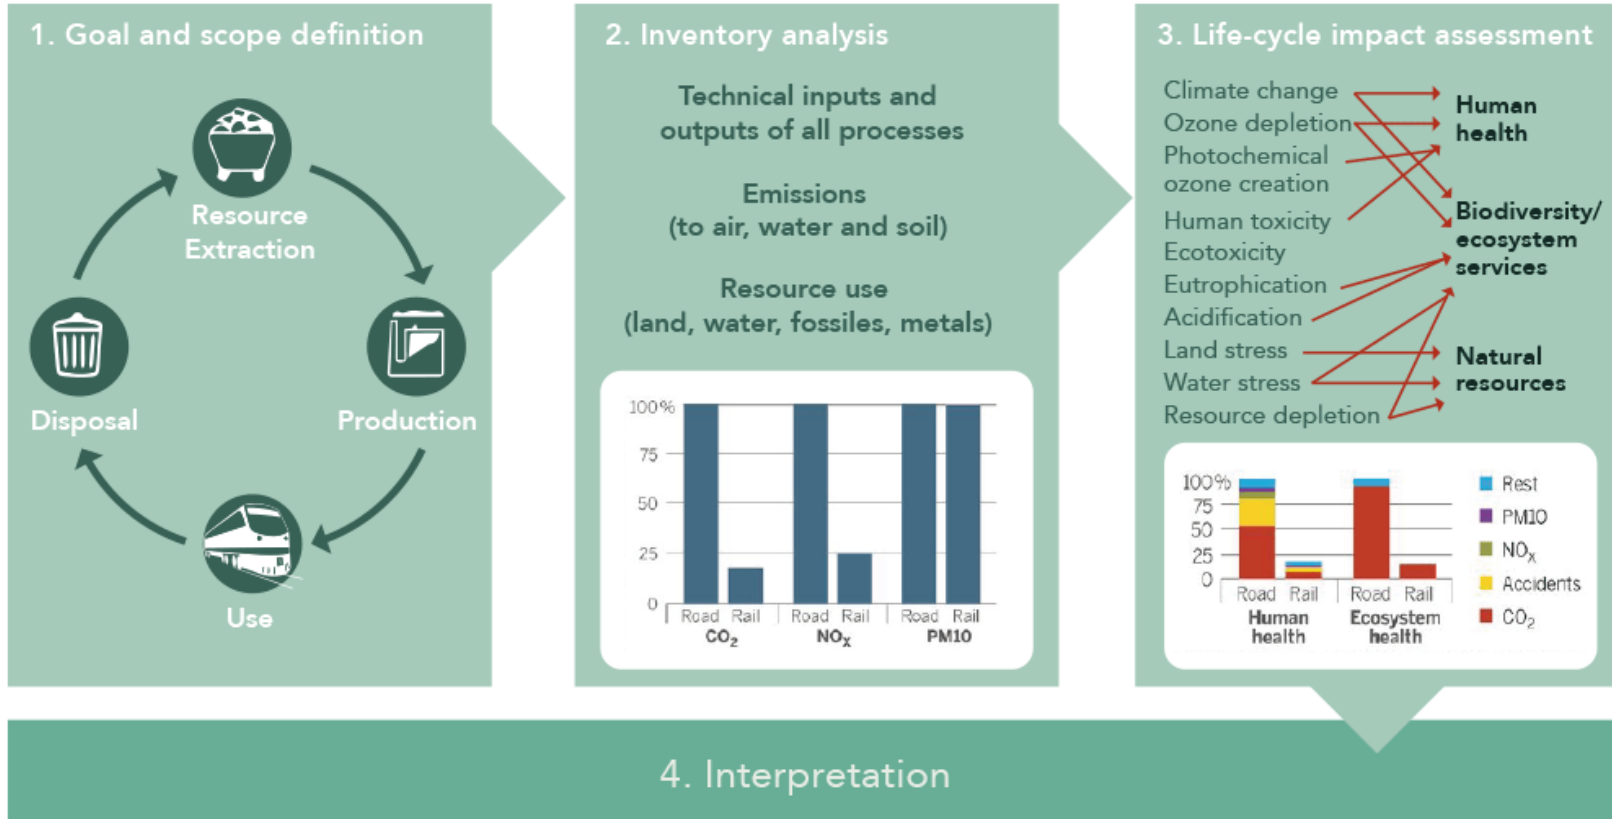 1. Goal and scope definition
Resource
Extraction
Production
Use
Disposal
2. Inventory analysis
Technical inputs and
outputs of all processes
Emissions
(to air, water and soil)
Resource use
(land, water, fossiles, metals)
100%
75
50
25
0
Road Rail Road Rail Road Rail
CO₂ NOₓ PM10
3. Life-cycle impact assessment
Climate change
Ozone depletion
Photochemical
ozone creation
Human toxicity
Ecotoxicity
Eutrophication
Acidification
Land stress
Water stress
Resource depletion
Human
health
Biodiversity/
ecosystem
services
Natural
resources
100%
75
50
25
0
Road Rail Road Rail
Human
health
Ecosystem
health
Rest
PM10
NOₓ
Accidents
CO₂
4. Interpretation